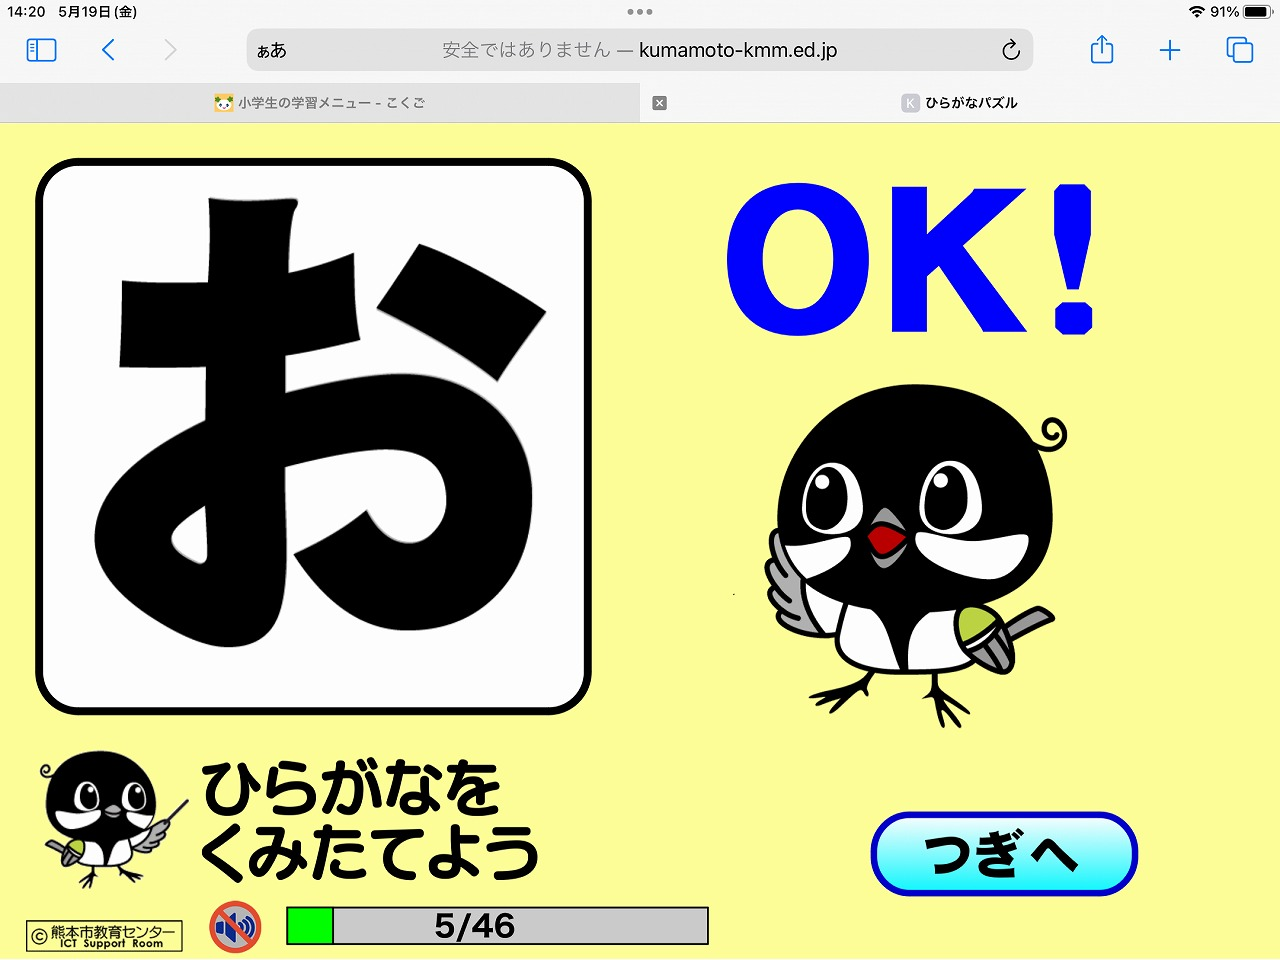 14:20 5月19日(金)
91%
ぁあ
安全ではありません — kumamoto-kmm.ed.jp
小学生の学習メニュー - こくご
K ひらがなパズル
お
OK!
ひらがなを
くみたてよう
つぎへ
5/46
©熊本市教育センター
ICT Support Room